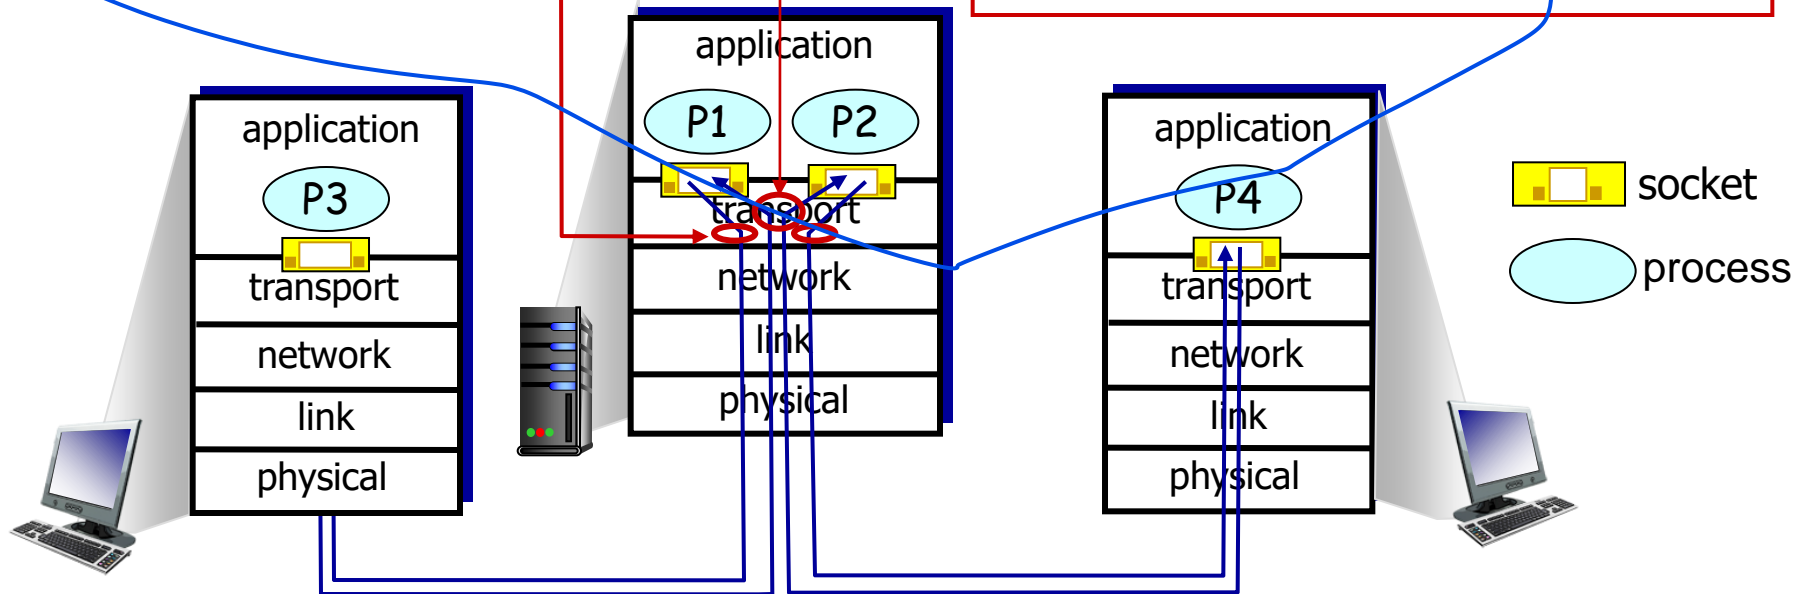 application
P1
P2
transport
network
link
physical
application
P3
transport
network
link
physical
application
P4
transport
network
link
physical
socket
process